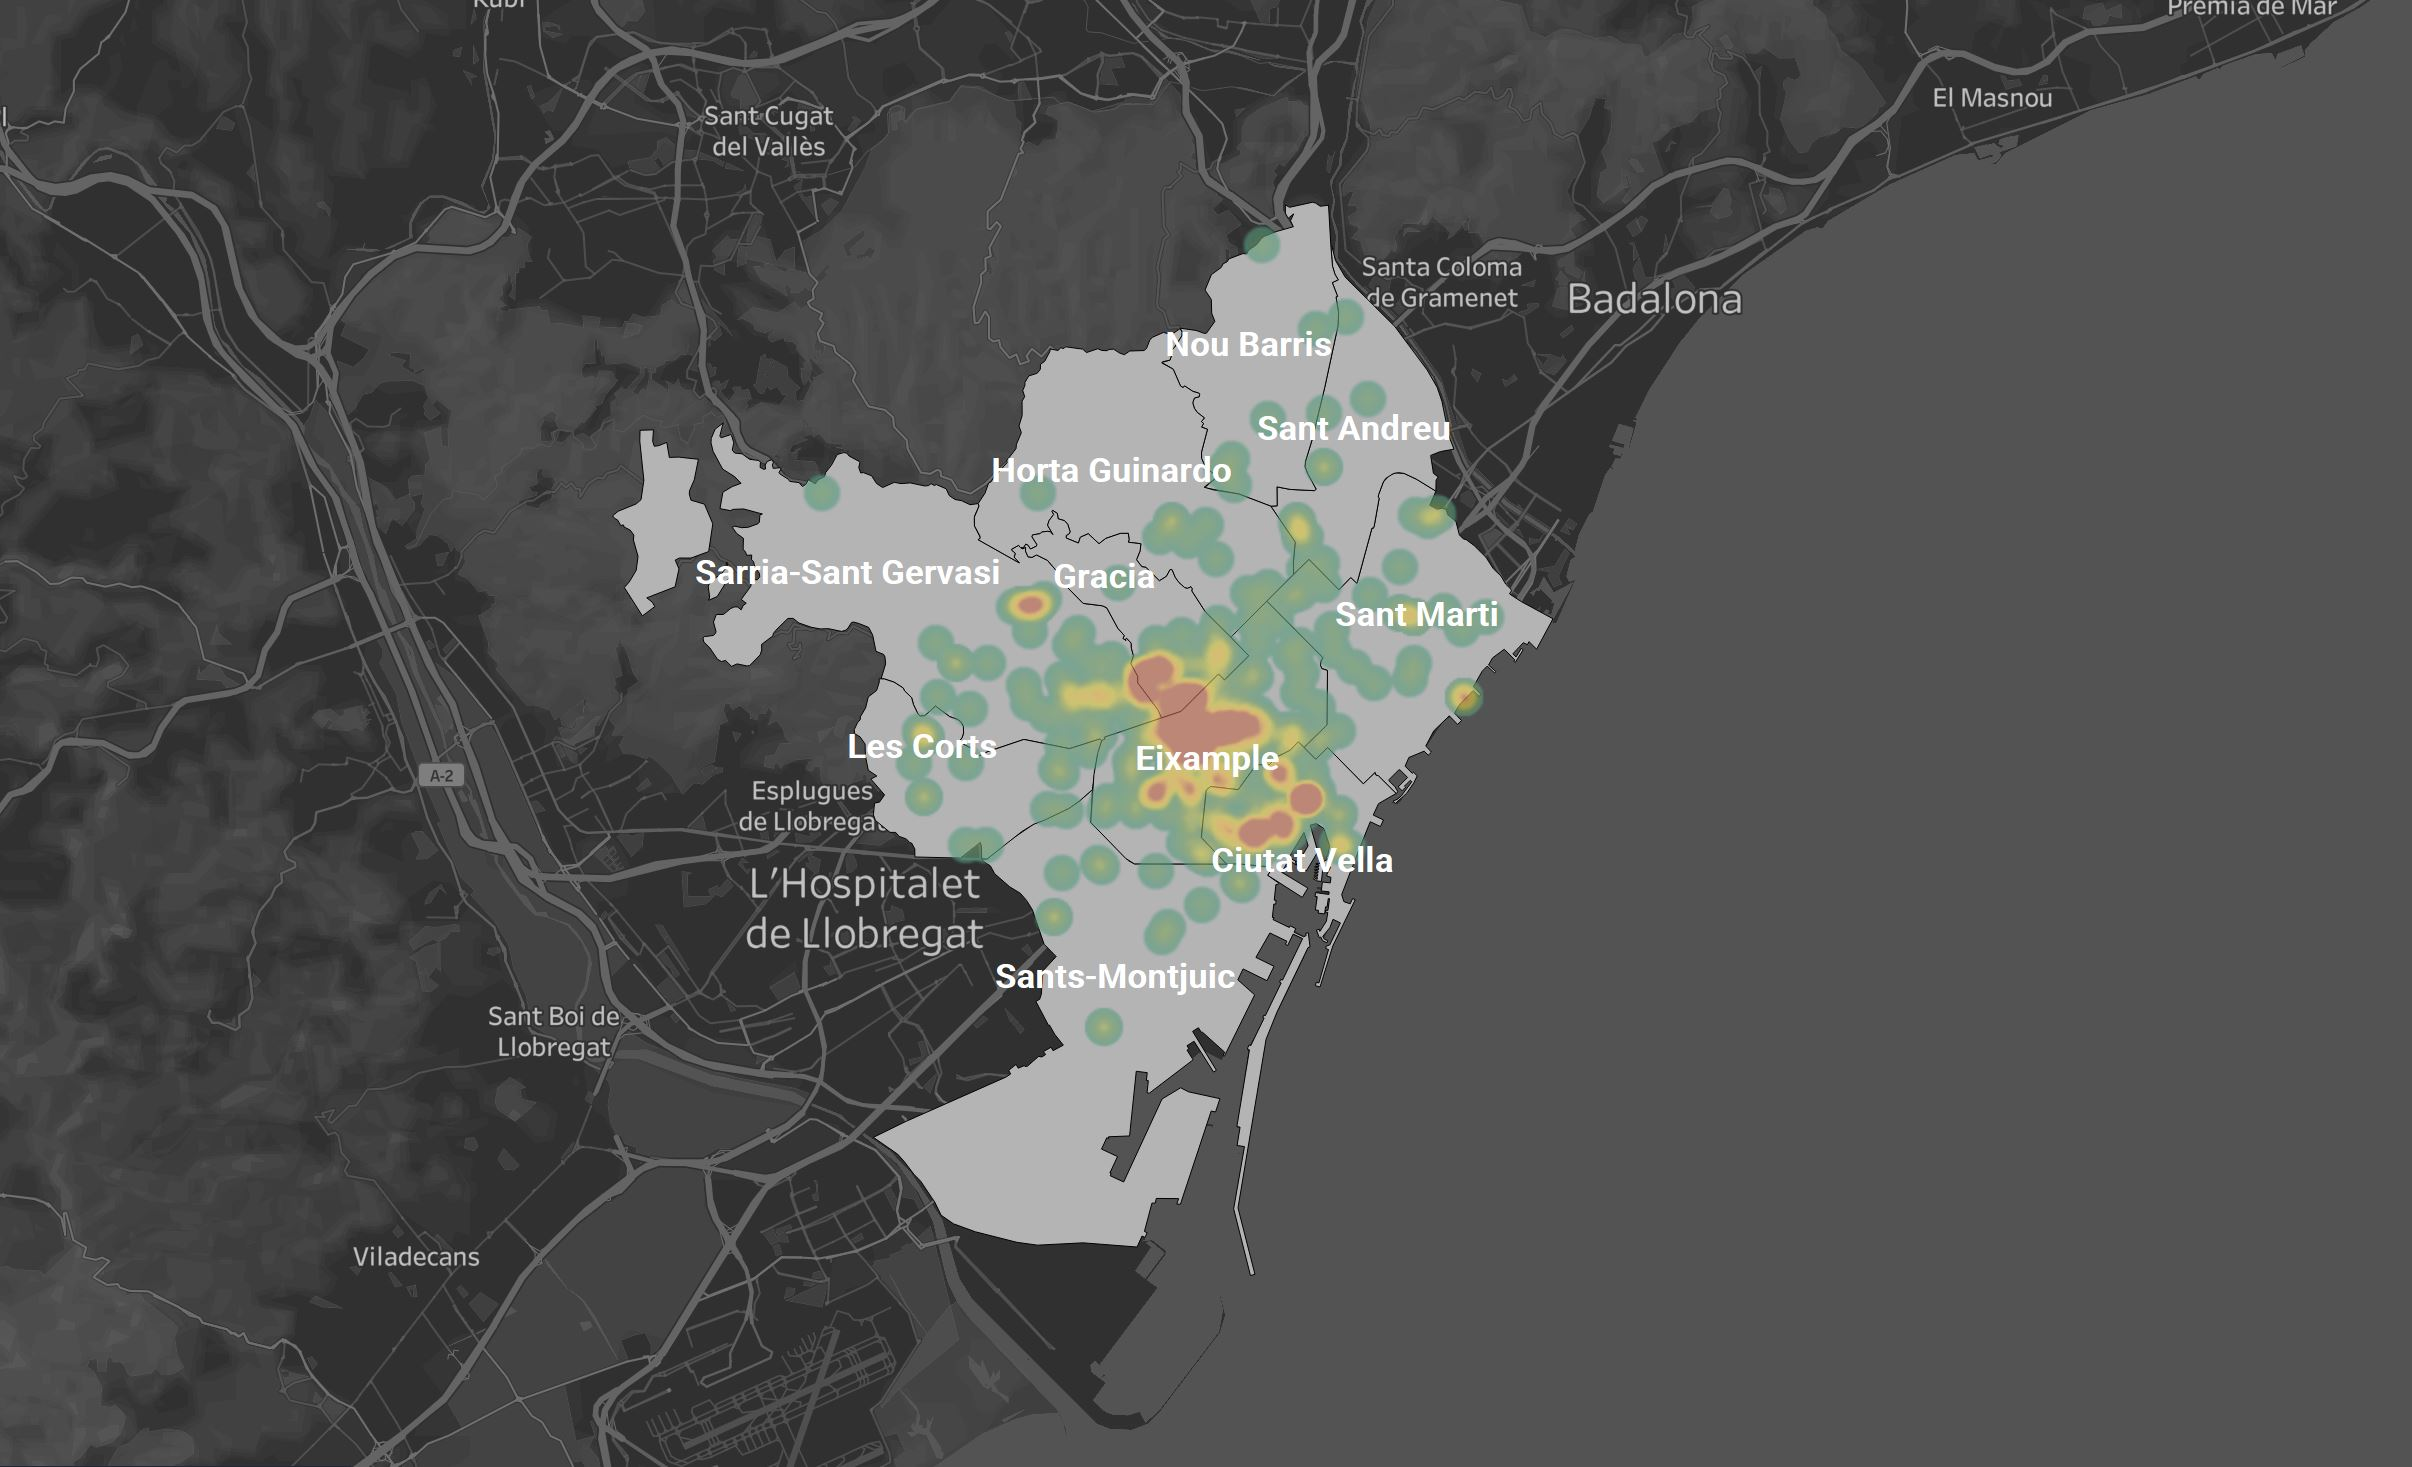 Premià de Mar
El Masnou
Sant Cugat
del Vallès
Santa Coloma
de Gramenet
Badalona
Nou Barris
Sant Andreu
Horta Guinardo
Sarria-Sant Gervasi
Gracia
Sant Marti
Les Corts
Eixample
A-2
Esplugues
de Llobregat
Ciutat Vella
L'Hospitalet
de Llobregat
Sants-Montjuic
Sant Boi de
Llobregat
Viladecans